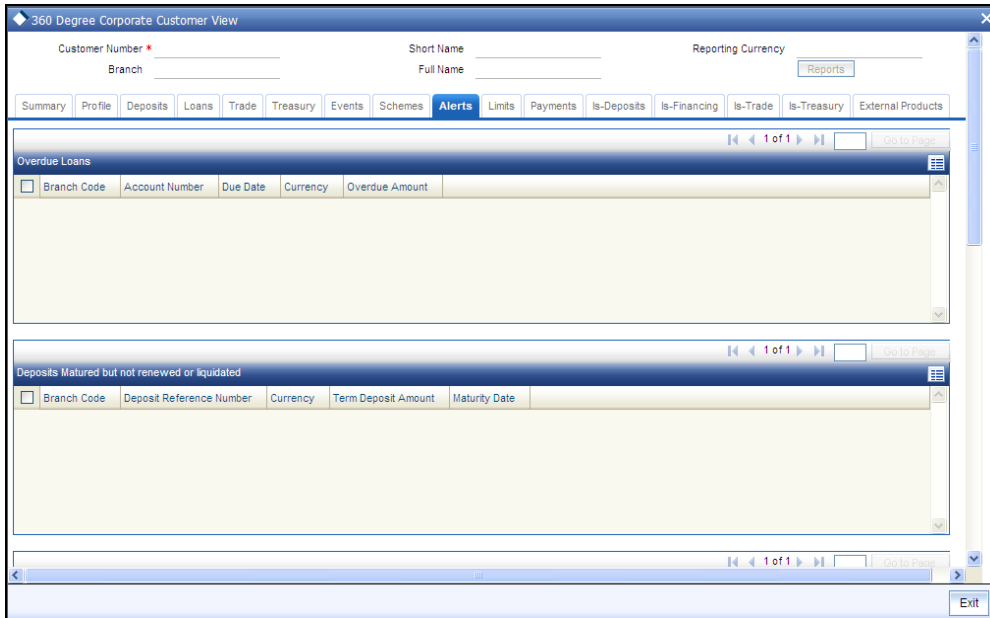 360 Degree Corporate Customer View
Customer Number * Short Name Reporting Currency
Branch Full Name Reports
Summary Profile Deposits Loans Trade Treasury Events Schemes Alerts Limits Payments Is-Deposits Is-Financing Is-Trade Is-Treasury External Products
1 of 1 Go to Page
Overdue Loans
Branch Code Account Number Due Date Currency Overdue Amount
1 of 1 Go to Page
Deposits Matured but not renewed or liquidated
Branch Code Deposit Reference Number Currency Term Deposit Amount Maturity Date
1 of 1 Go to Page
Exit